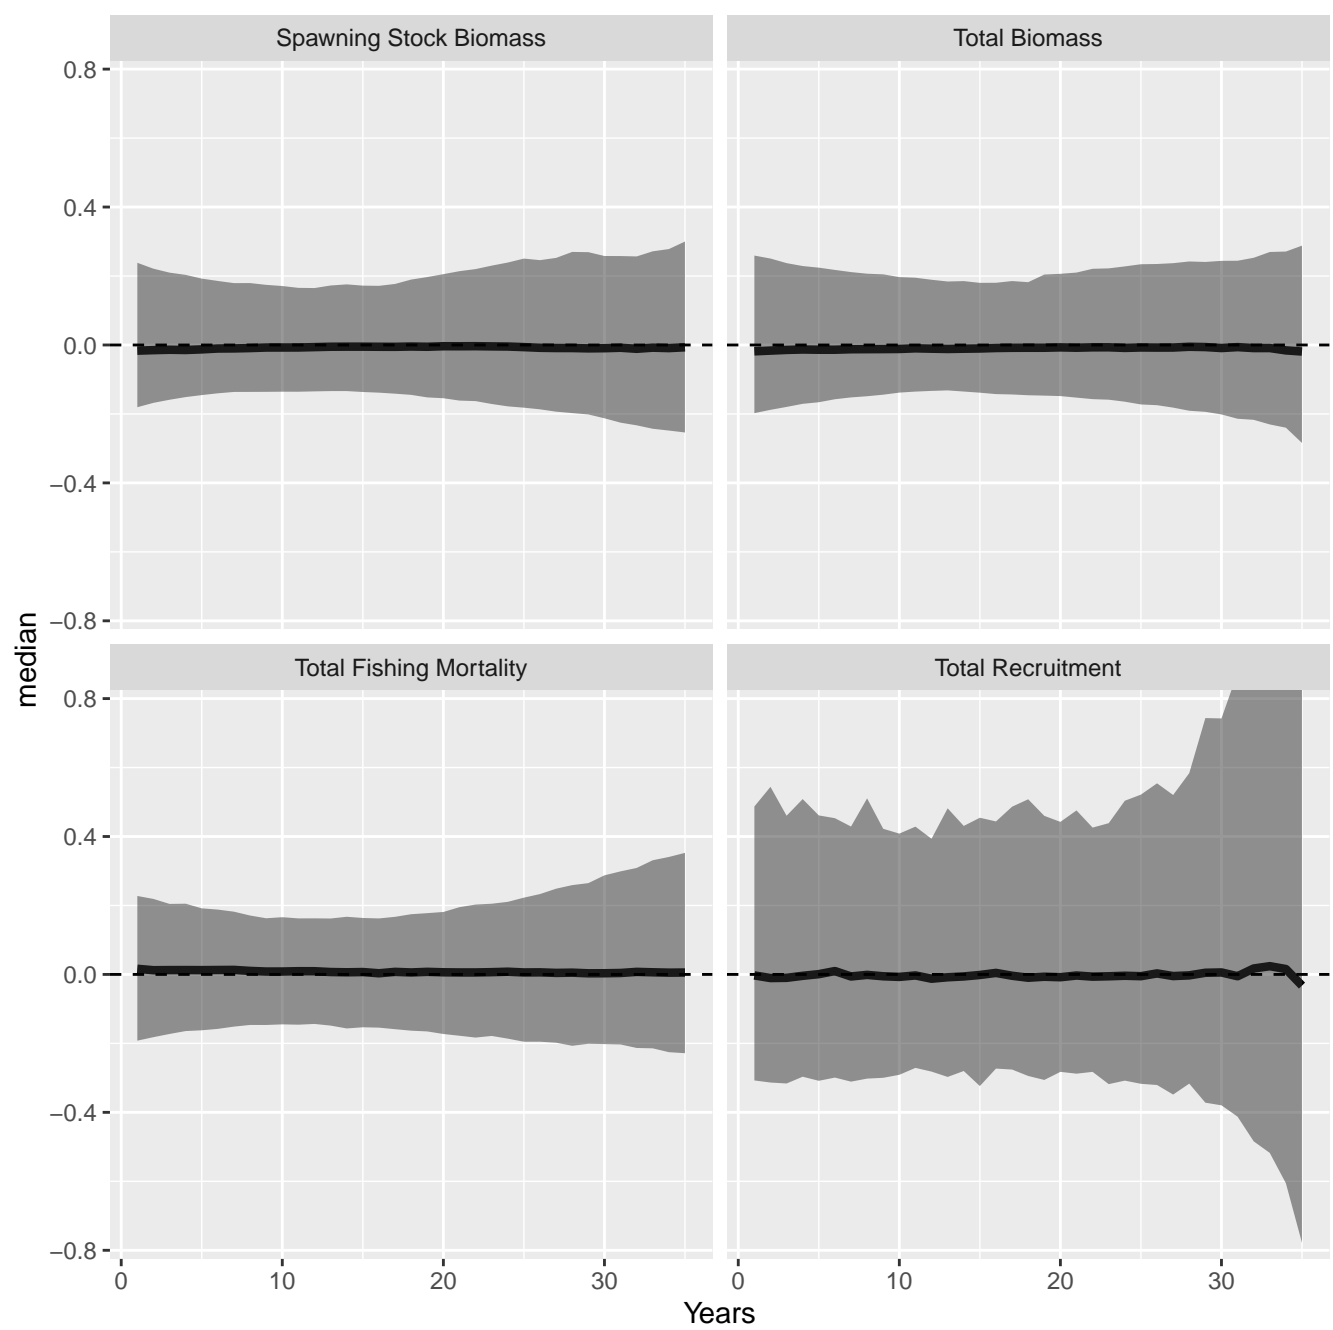 Spawning Stock Biomass
Total Biomass
0.8
0.4
0.0
−0.4
−0.8
median
Total Fishing Mortality
Total Recruitment
0.8
0.4
0.0
−0.4
−0.8
0 10 20 30
0 10 20 30
Years